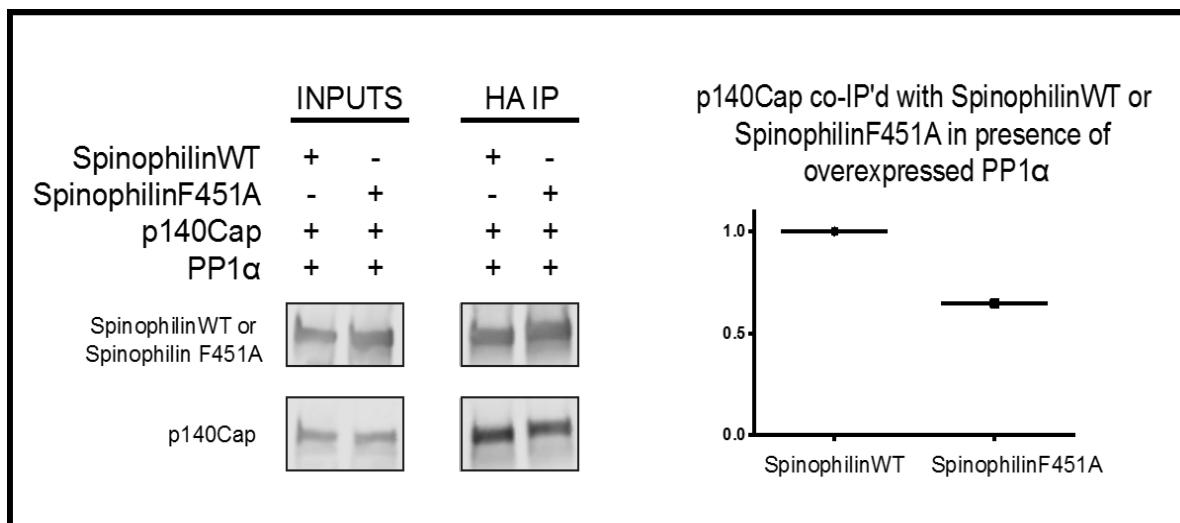 INPUTS HA IP
SpinophilinWT + - + -
SpinophilinF451A - + - +
p140Cap + + + +
PP1α + + + +
SpinophilinWT or
Spinophilin F451A
p140Cap
p140Cap co-IP'd with SpinophilinWT or
SpinophilinF451A in presence of
overexpressed PP1α
1.0
0.5
0.0
SpinophilinWT SpinophilinF451A